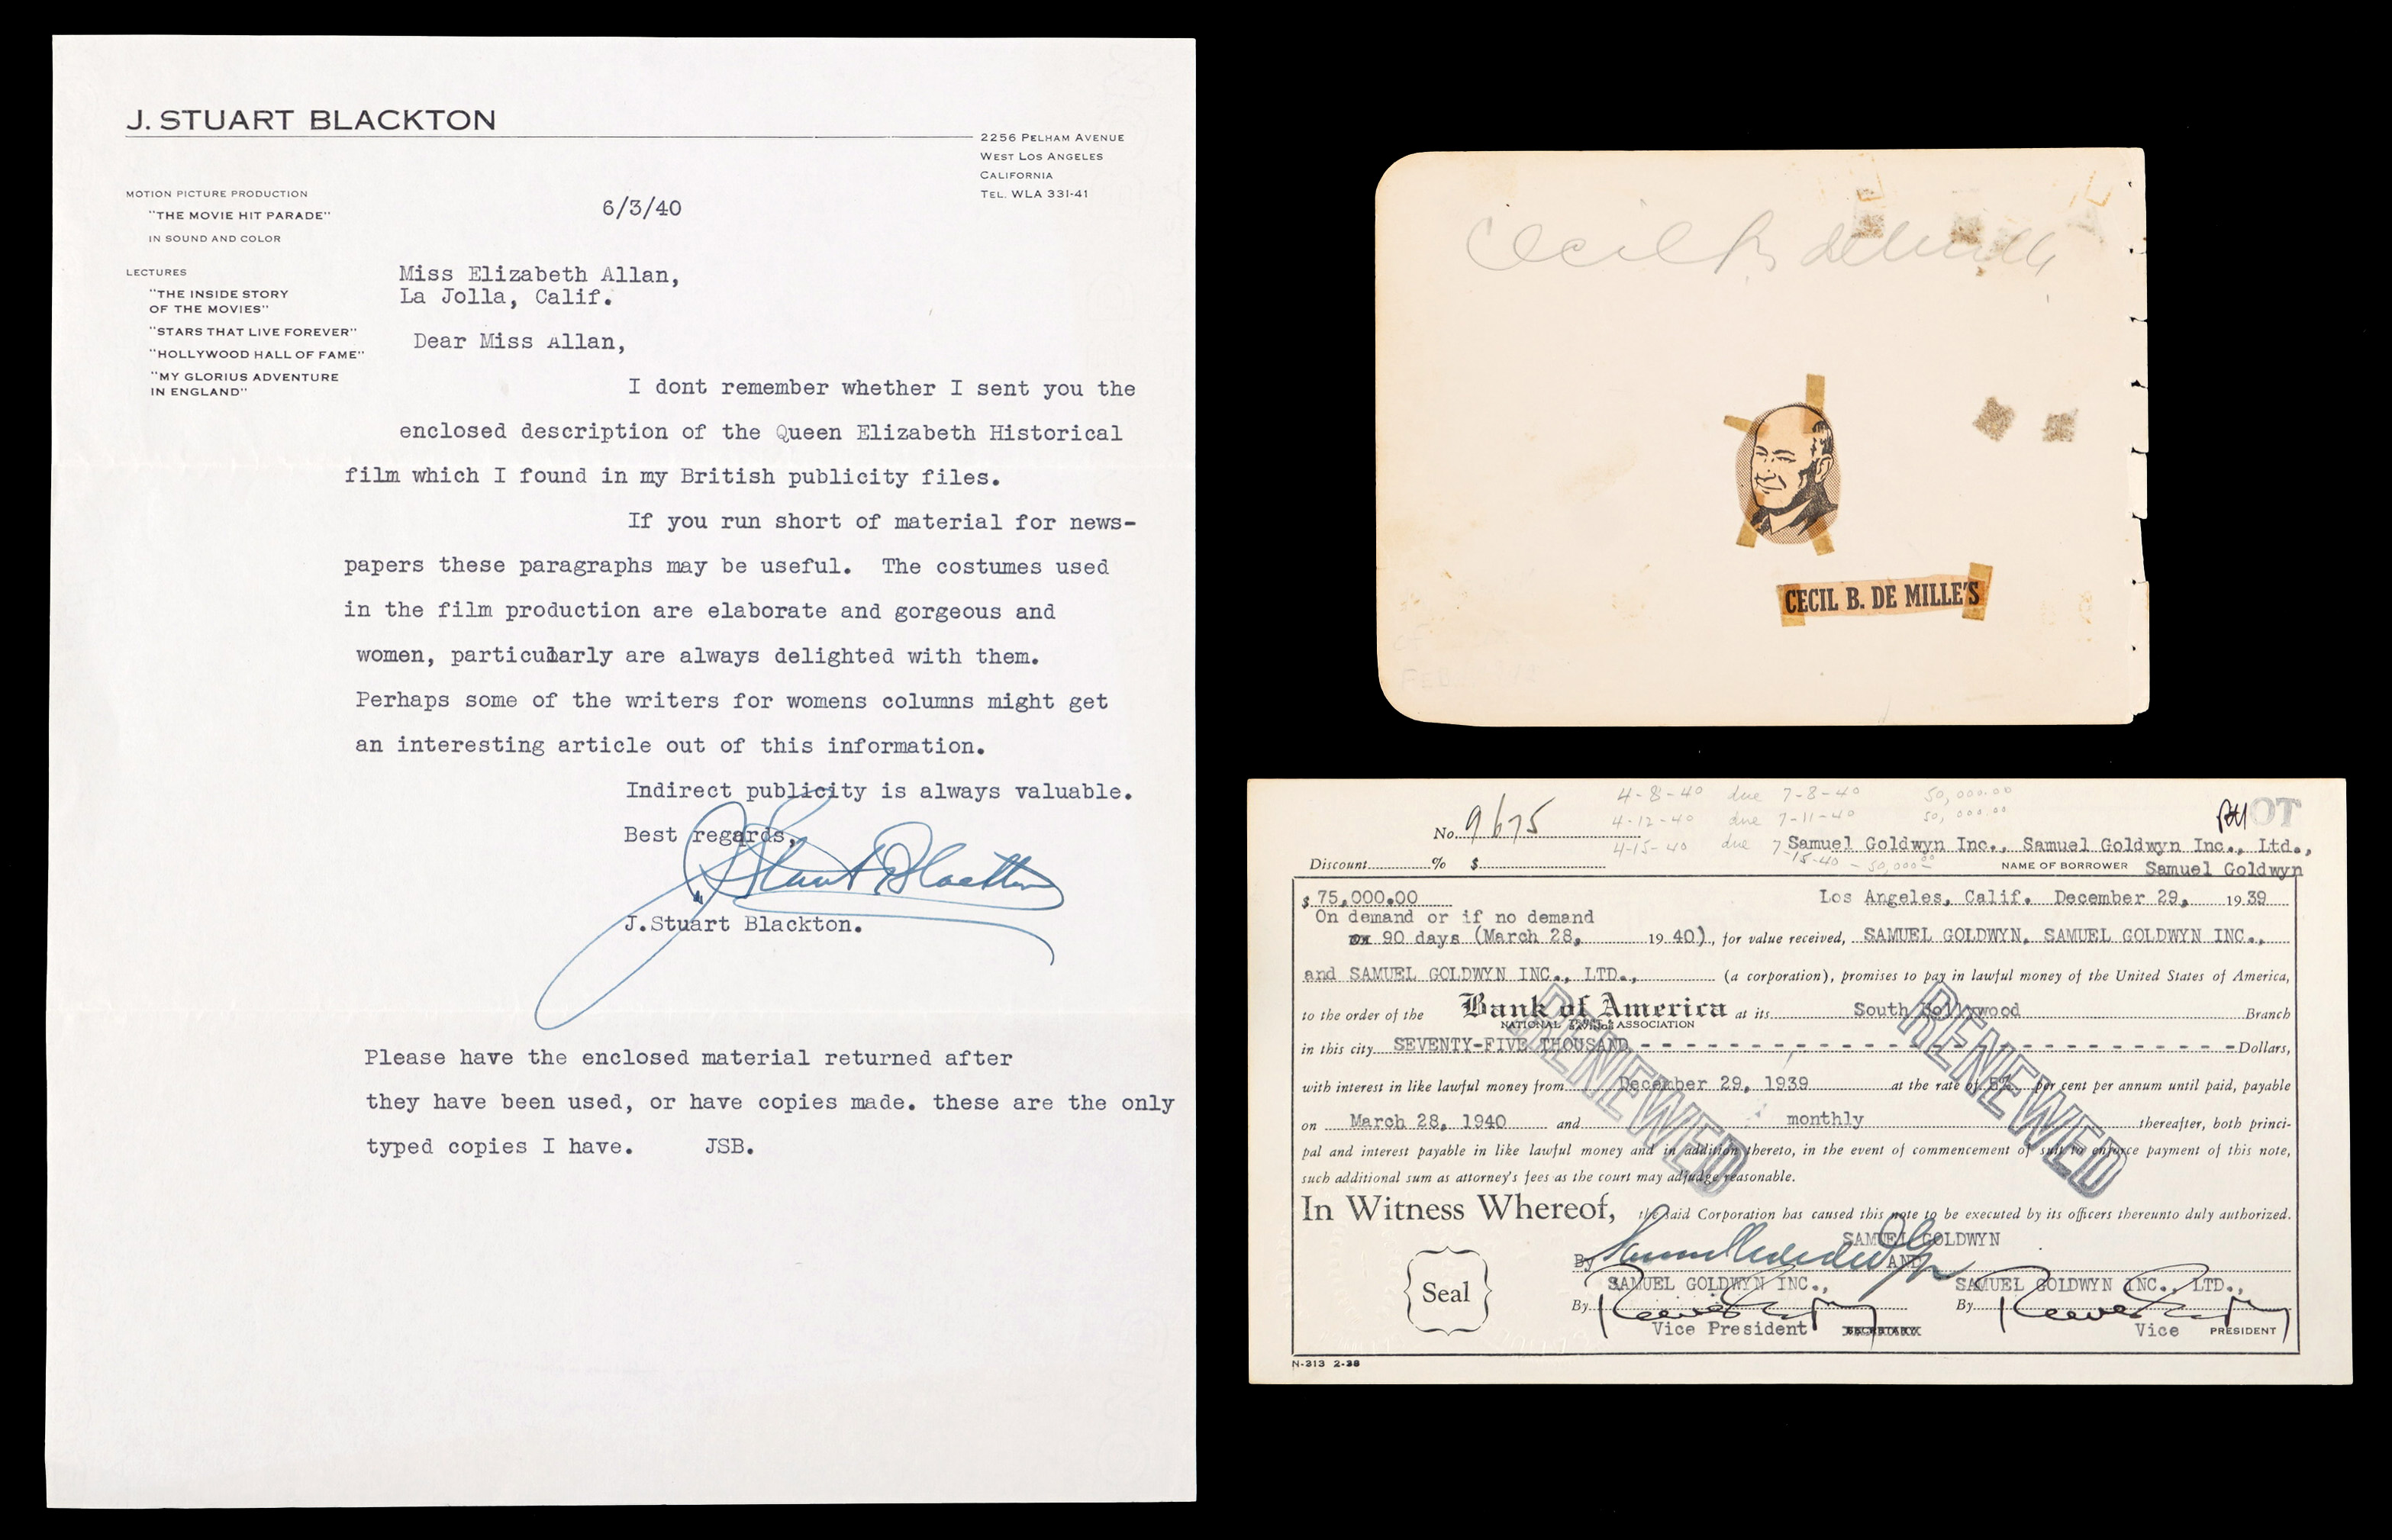 J. STUART BLACKTON
2256 PELHAM AVENUE
WEST LOS ANGELES
CALIFORNIA
TEL. WLA 331-41
MOTION PICTURE PRODUCTION
"THE MOVIE HIT PARADE"
IN SOUND AND COLOR
LECTURES
"THE INSIDE STORY
OF THE MOVIES"
"STARS THAT LIVE FOREVER"
"HOLLYWOOD HALL OF FAME"
"MY GLORIUS ADVENTURE
IN ENGLAND"
6/3/40
Miss Elizabeth Allan,
La Jolla, Calif.
Dear Miss Allan,
I dont remember whether I sent you the
enclosed description of the Queen Elizabeth Historical
film which I found in my British publicity files.
If you run short of material for news-
papers these paragraphs may be useful. The costumes used
in the film production are elaborate and gorgeous and
women, particularly are always delighted with them.
Perhaps some of the writers for womens columns might get
an interesting article out of this information.
Indirect publicity is always valuable.
Best regards,
J Stuart Blackton
J.Stuart Blackton.
Please have the enclosed material returned after
they have been used, or have copies made. these are the only
typed copies I have. JSB.
Cecil B deMille
CECIL B. DE MILLE'S
4-8-40 due 7-8-40 50,000.00
4-12-40 due 7-11-40 50,000.00
4-15-40 due 7-15-40 - 50,000.00
No. 9675
Samuel Goldwyn Inc., Samuel Goldwyn Inc., Ltd.,
Discount % $
NAME OF BORROWER Samuel Goldwyn
$ 75,000.00 Los Angeles, Calif. December 29, 1939
On demand or if no demand
90 days (March 28, 1940), for value received, SAMUEL GOLDWYN, SAMUEL GOLDWYN INC.,
and SAMUEL GOLDWYN INC., LTD., (a corporation), promises to pay in lawful money of the United States of America,
to the order of the Bank of America at its South Hollywood Branch
NATIONAL TRUST AND SAVINGS ASSOCIATION
in this city SEVENTY-FIVE THOUSAND - - - - - - - - - - - - - - - - - - - - - - - - Dollars,
with interest in like lawful money from December 29, 1939 at the rate of 5% per cent per annum until paid, payable
on March 28, 1940 and monthly thereafter, both princi-
pal and interest payable in like lawful money and in addition thereto, in the event of commencement of suit to enforce payment of this note,
such additional sum as attorney's fees as the court may adjudge reasonable.
RENEWED
RENEWED
In Witness Whereof, the said Corporation has caused this note to be executed by its officers thereunto duly authorized.
SAMUEL GOLDWYN
By Samuel Goldwyn
AND
SAMUEL GOLDWYN INC., SAMUEL GOLDWYN INC., LTD.,
Seal
By By
Vice President SECRETARY Vice PRESIDENT
N-313 2-38